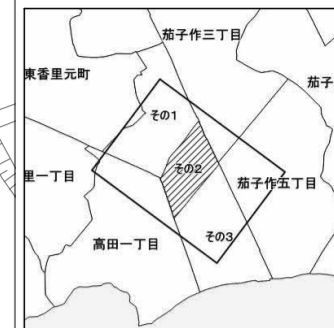 茄子作三丁目
東香里元町
茄子
その1
その2
里一丁目
茄子作五丁目
高田一丁目
その3